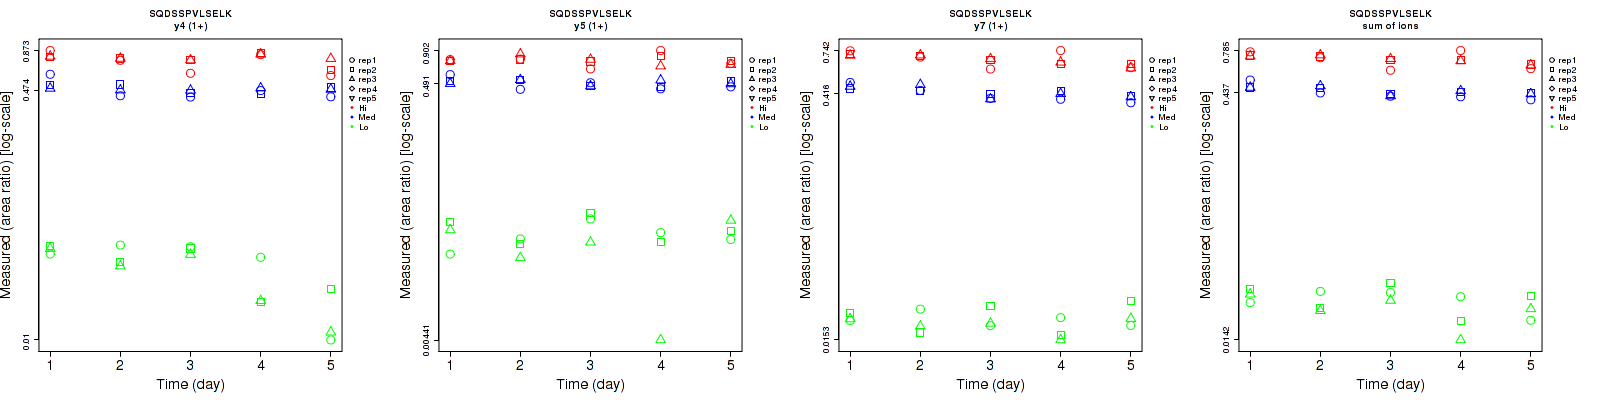 SQDSSPVLSELK
y4 (1+)
Measured (area ratio) [log-scale]
0.873
0.474
0.01
1 2 3 4 5
Time (day)
rep1
rep2
rep3
rep4
rep5
Hi
Med
Lo
SQDSSPVLSELK
y5 (1+)
Measured (area ratio) [log-scale]
0.902
0.491
0.00441
1 2 3 4 5
Time (day)
rep1
rep2
rep3
rep4
rep5
Hi
Med
Lo
SQDSSPVLSELK
y7 (1+)
Measured (area ratio) [log-scale]
0.742
0.416
0.0153
1 2 3 4 5
Time (day)
rep1
rep2
rep3
rep4
rep5
Hi
Med
Lo
SQDSSPVLSELK
sum of ions
Measured (area ratio) [log-scale]
0.785
0.437
0.0142
1 2 3 4 5
Time (day)
rep1
rep2
rep3
rep4
rep5
Hi
Med
Lo